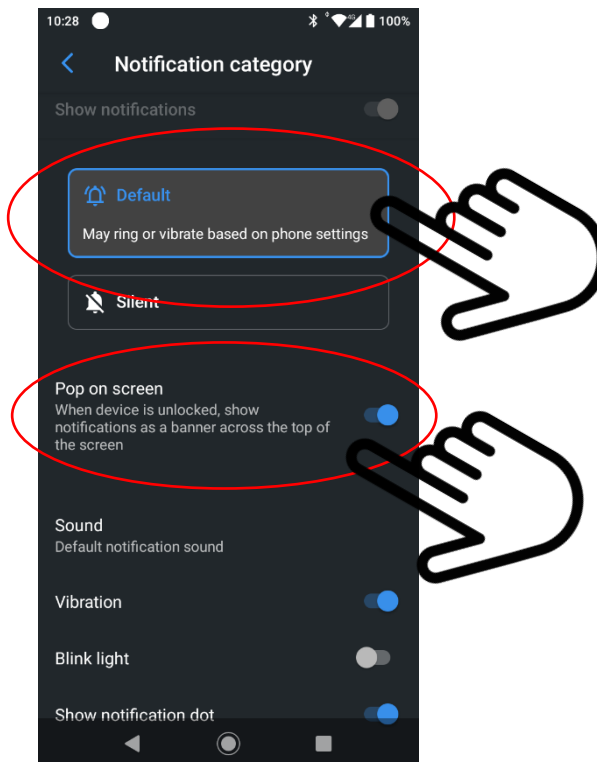 10:28 4G 100%
Notification category
Show notifications
Default
May ring or vibrate based on phone settings
Silent
Pop on screen
When device is unlocked, show
notifications as a banner across the top of
the screen
Sound
Default notification sound
Vibration
Blink light
Show notification dot